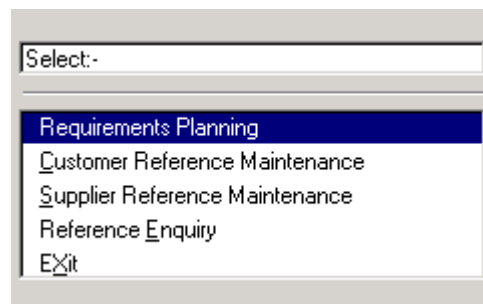 Select:-
Requirements Planning
Customer Reference Maintenance
Supplier Reference Maintenance
Reference Enquiry
EXit